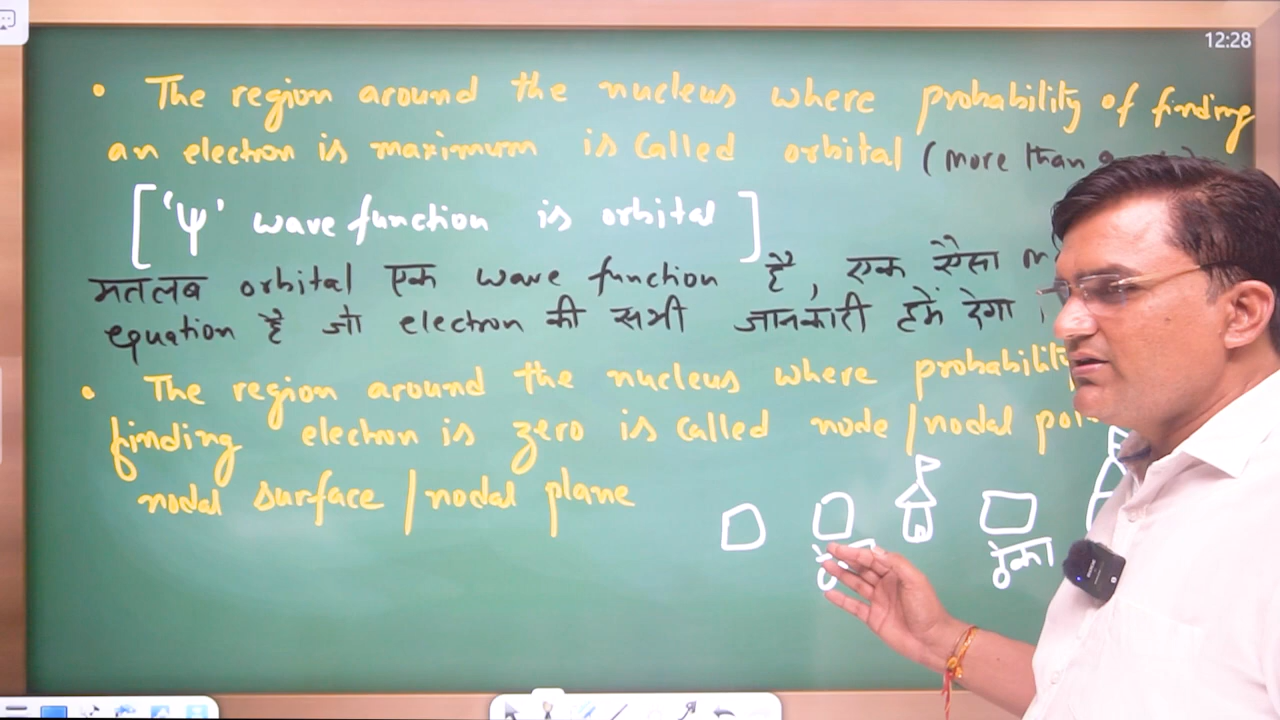 12:28
• The region around the nucleus where probability of finding
an electron is maximum is called orbital (more than
['ψ' wave function is orbital]
मतलब orbital एक wave function है, एक ऐसा
equation है जो electron की सभी जानकारी हमें देगा।
• The region around the nucleus where probability
finding electron is zero is called node/nodal
nodal surface/nodal plane
ठेका